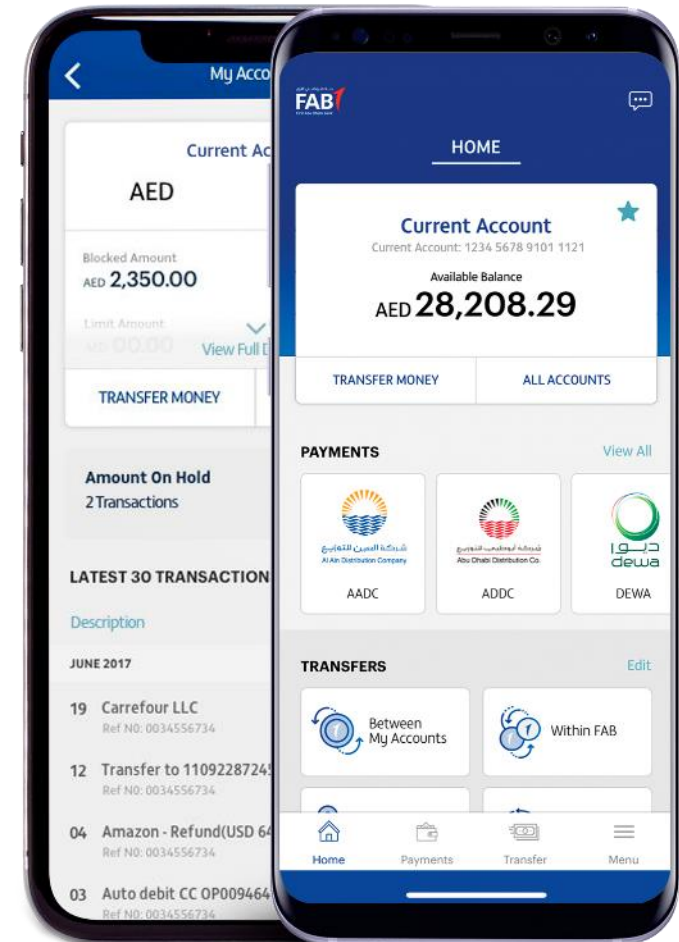 My Acco
Current Ac
AED
Blocked Amount
AED 2,350.00
Limit Amount
00.00
View Full
TRANSFER MONEY
Amount On Hold
2 Transactions
LATEST 30 TRANSACTION
Description
JUNE 2017
19 Carrefour LLC
Ref N0: 0034556734
12 Transfer to 1109228724
Ref N0: 0034556734
04 Amazon - Refund(USD 64
Ref N0: 0034556734
03 Auto debit CC OP009464
Ref N0: 0034556734
FAB
HOME
Current Account
Current Account: 1234 5678 9101 1121
Available Balance
AED 28,208.29
TRANSFER MONEY
ALL ACCOUNTS
PAYMENTS
View All
شركة العين للتوزيع
Al Ain Distribution Company
AADC
شركة أبوظبي للتوزيع
Abu Dhabi Distribution Co.
ADDC
ديوا
dewa
DEWA
TRANSFERS
Edit
Between
My Accounts
Within FAB
Home
Payments
Transfer
Menu